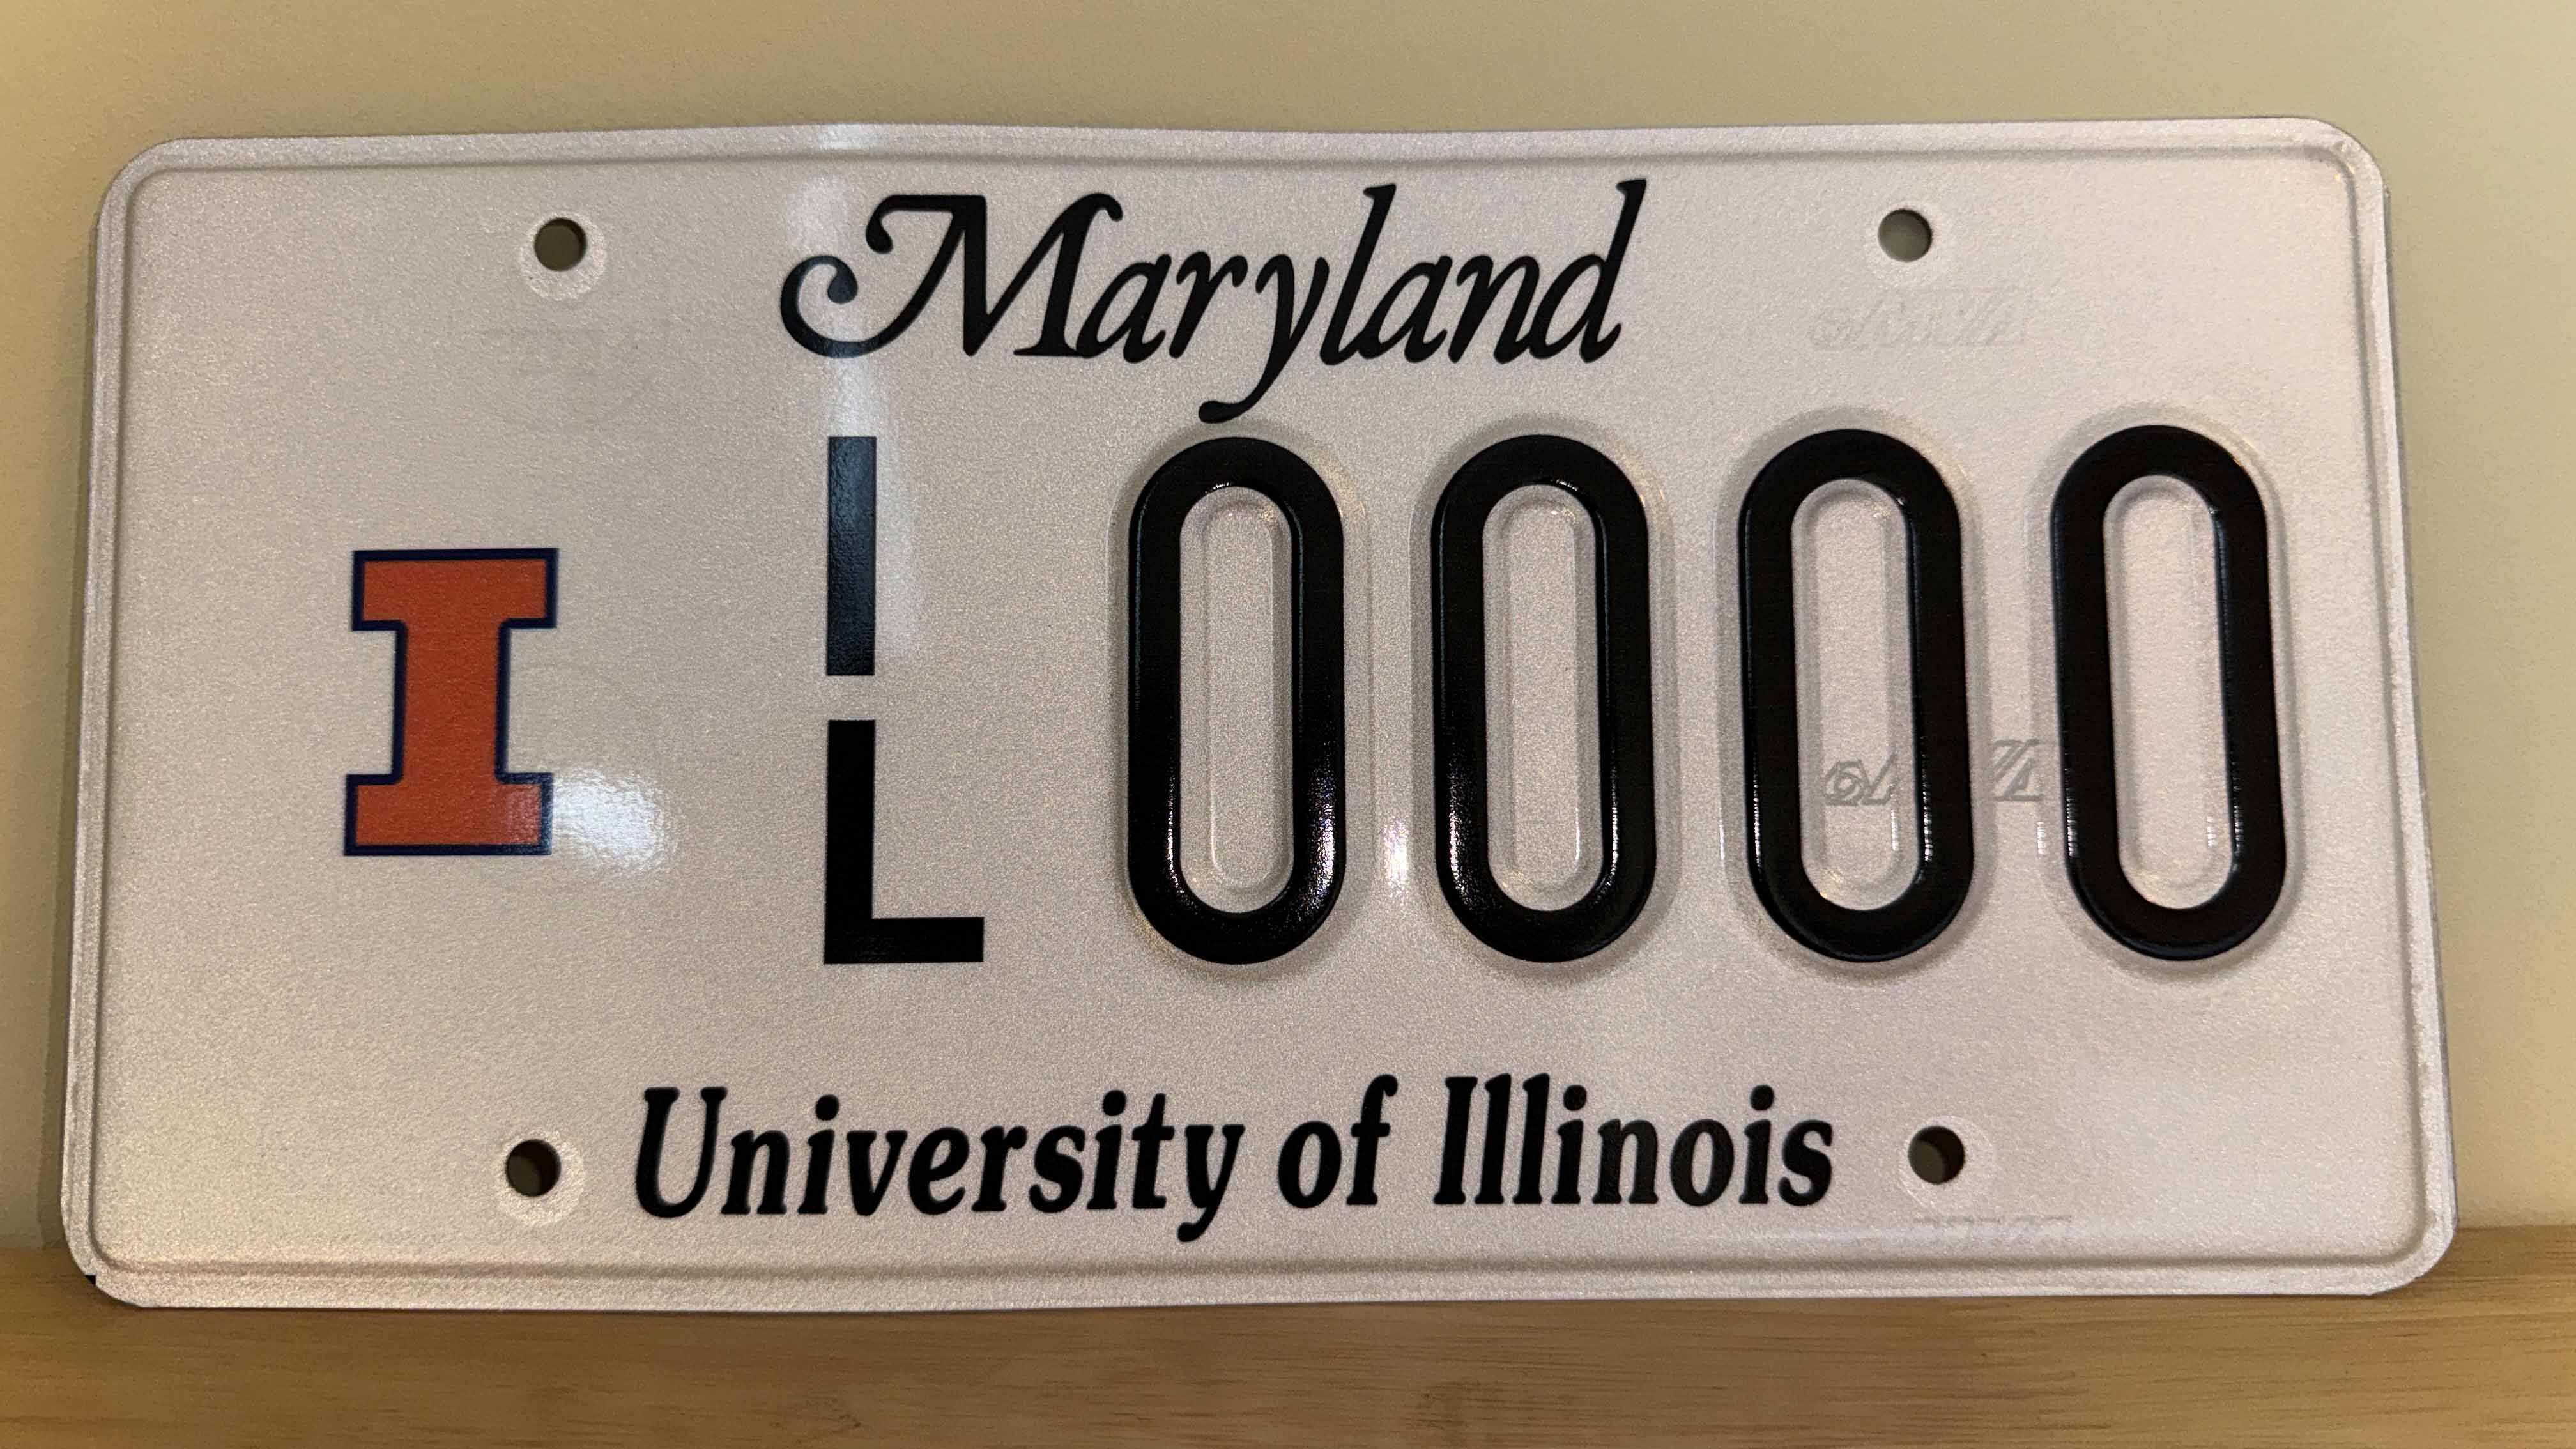 Maryland
I
I
L
0000
University of Illinois